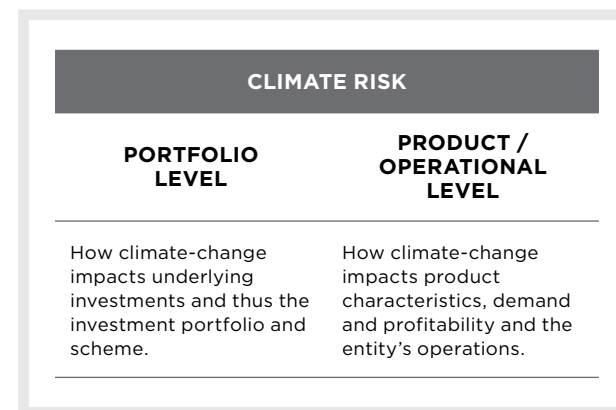 CLIMATE RISK
PORTFOLIO
LEVEL
PRODUCT /
OPERATIONAL
LEVEL
How climate-change
impacts underlying
investments and thus the
investment portfolio and
scheme.
How climate-change
impacts product
characteristics, demand
and profitability and the
entity’s operations.